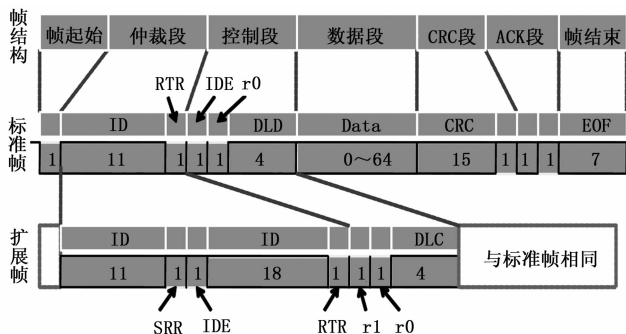 帧结构
帧起始 仲裁段 控制段 数据段 CRC段 ACK段 帧结束
RTR IDE r0
标准帧
ID DLD Data CRC EOF
1 11 1 1 1 4 0～64 15 1 1 1 7
扩展帧
ID ID DLC
与标准帧相同
11 1 1 18 1 1 1 4
SRR IDE RTR r1 r0